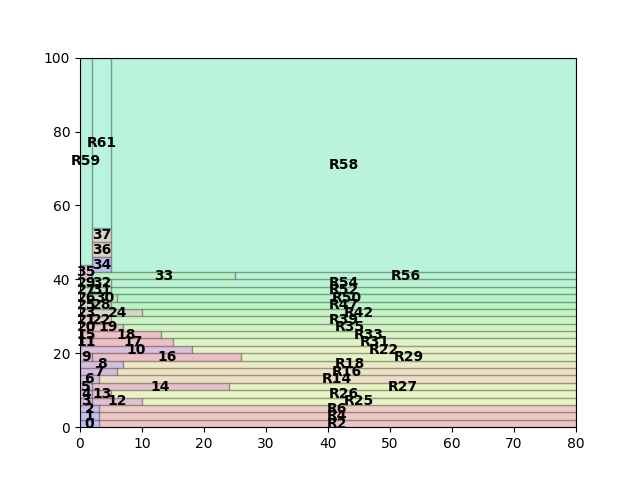 100
80
R61
R59 R58
60
37
36
34
35
40 33 R56
29 32 R54
27 31 R52
26 30 R50
25 28 R47
23 24 R42
21 22 R39
20 19 R35
15 18 R33
11 17 R31
10 R22
20 9 16 R29
8 R18
7 R16
6 R14
5 14 R27
4 13 R26
3 12 R25
2 R6
1 R4
0 0 R2
0 10 20 30 40 50 60 70 80